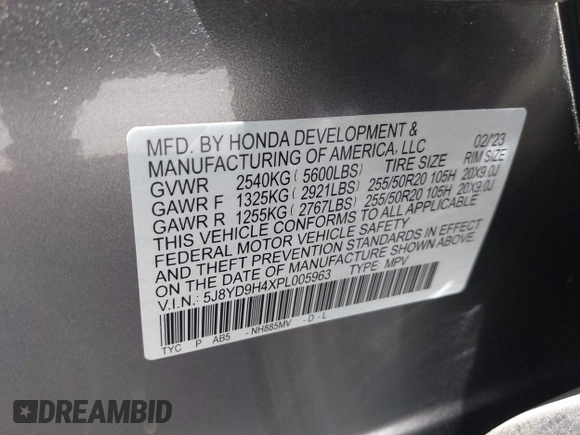 MFD. BY HONDA DEVELOPMENT & 02/'23
MANUFACTURING OF AMERICA, LLC
GVWR 2540KG( 5600LBS) TIRE SIZE RIM SIZE
GAWR F 1325KG( 2921LBS) 255/50R20 105H 20X9.0J
GAWR R 1255KG( 2767LBS) 255/50R20 105H 20X9.0J
THIS VEHICLE CONFORMS TO ALL APPLICABLE
FEDERAL MOTOR VEHICLE SAFETY
AND THEFT PREVENTION STANDARDS IN EFFECT
ON THE DATE OF MANUFACTURE SHOWN ABOVE.
V.I.N.: 5J8YD9H4XPL005963 TYPE: MPV
TYC P AB5 -NH885MV -D-L
DREAMBID